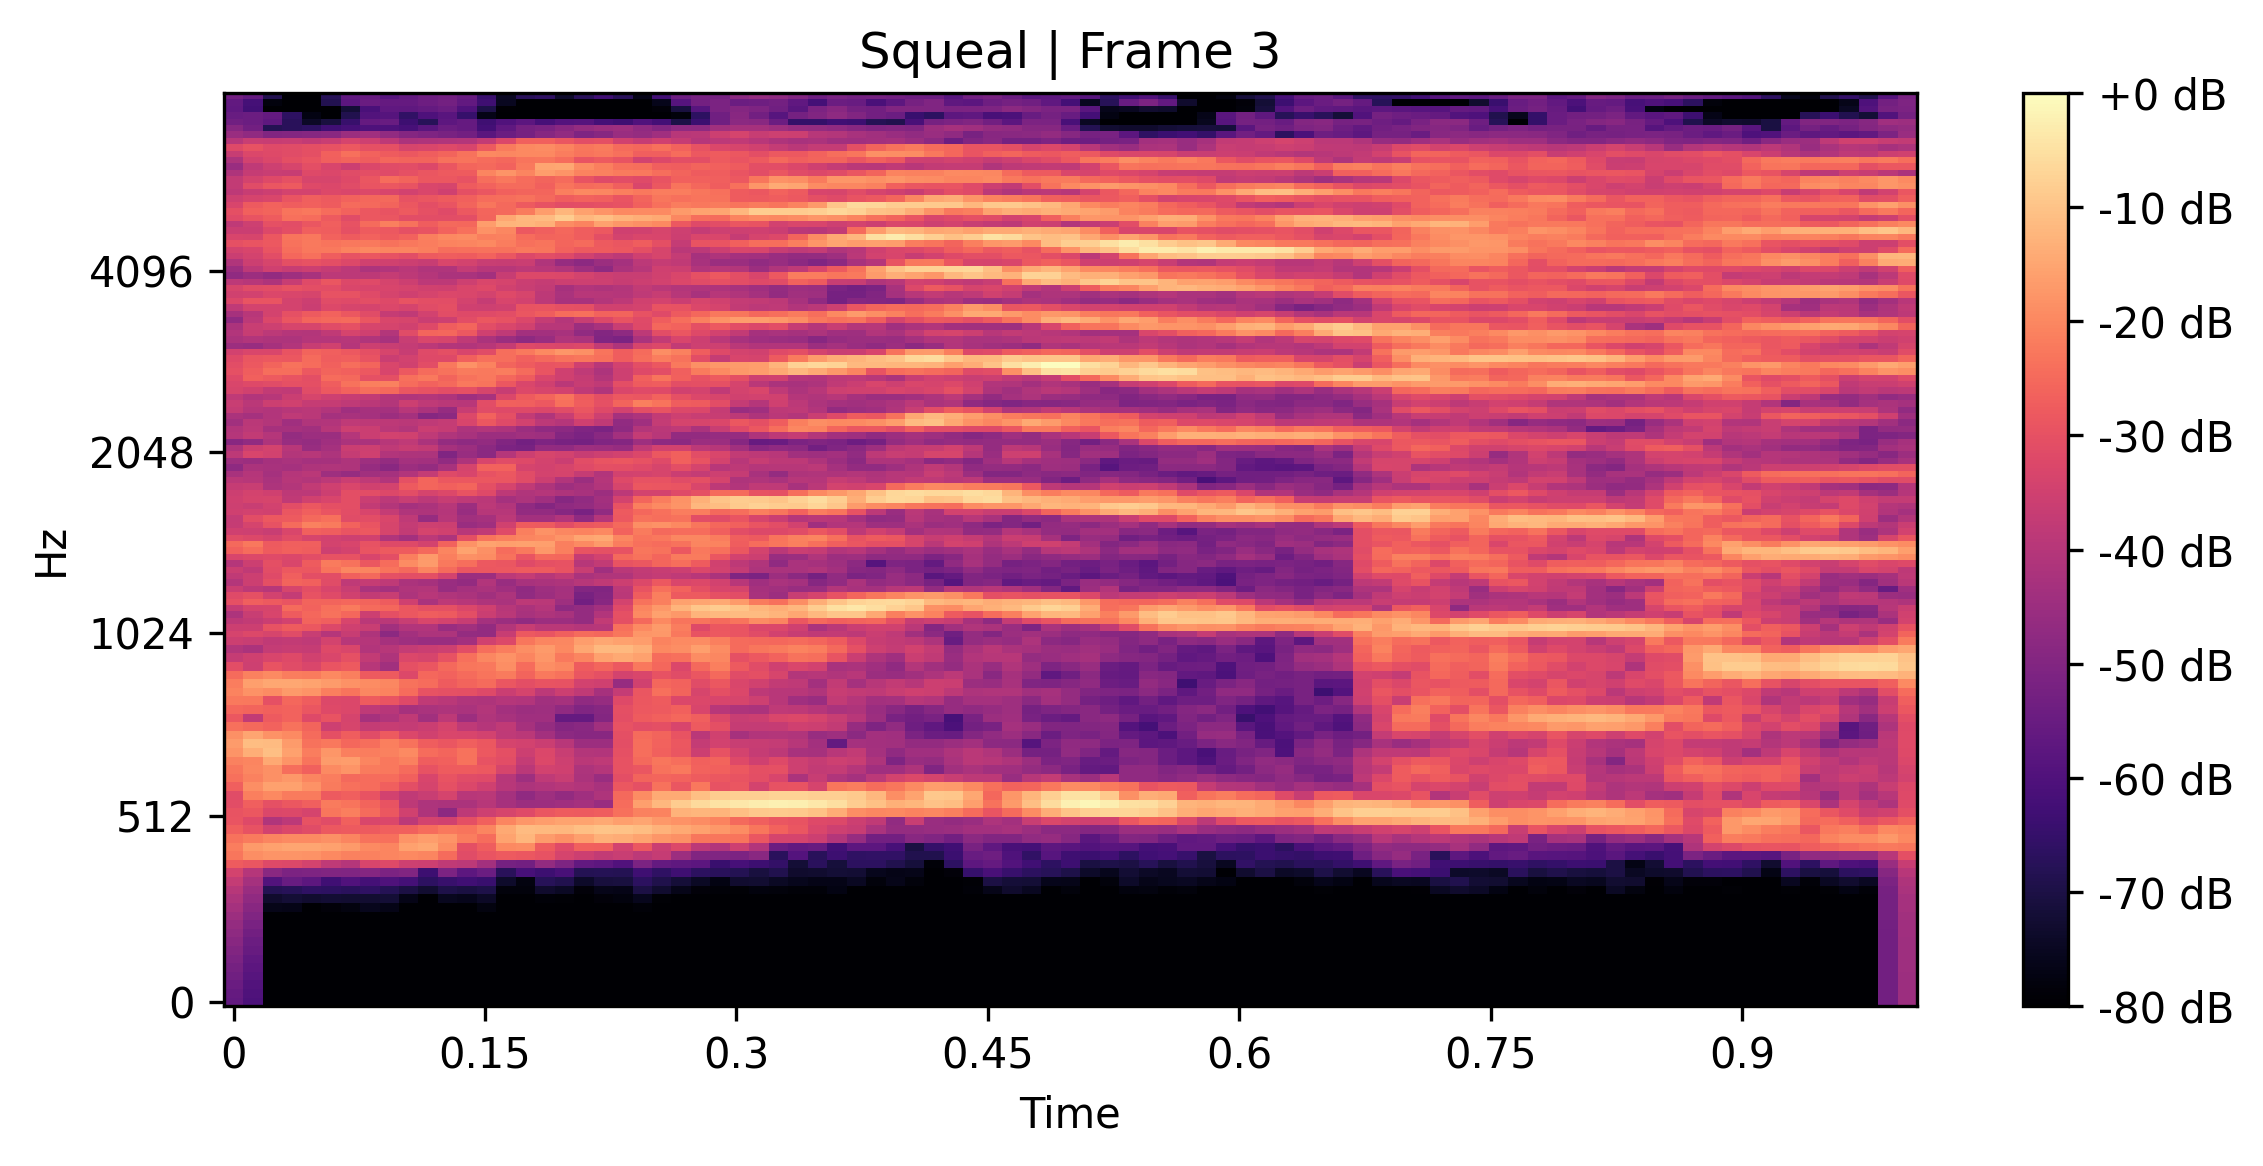 Squeal | Frame 3
+0 dB
-10 dB
-20 dB
-30 dB
-40 dB
-50 dB
-60 dB
-70 dB
-80 dB
Hz
4096
2048
1024
512
0
0 0.15 0.3 0.45 0.6 0.75 0.9
Time